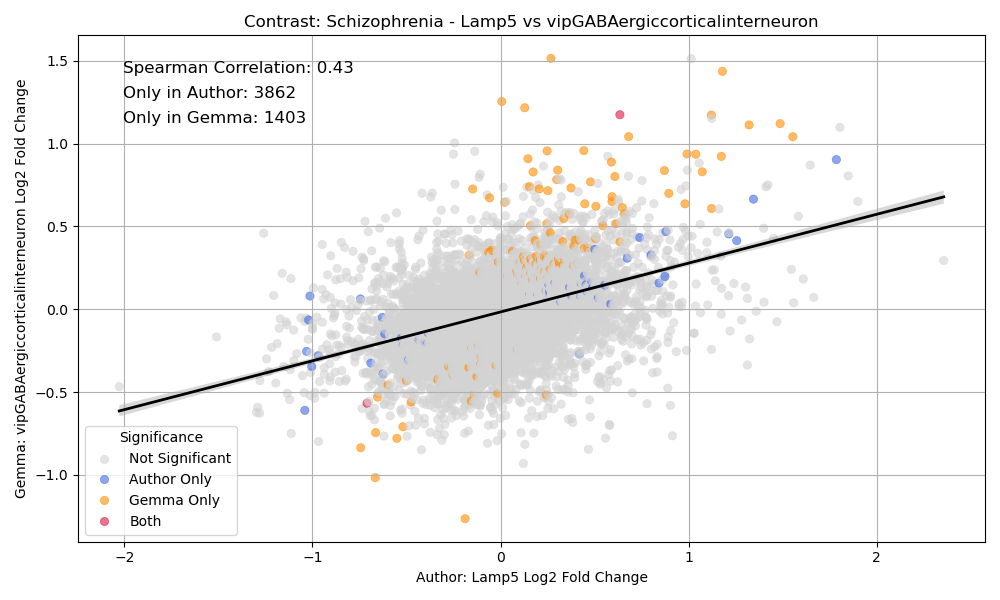 Contrast: Schizophrenia - Lamp5 vs vipGABAergiccorticalinterneuron
Spearman Correlation: 0.43
Only in Author: 3862
Only in Gemma: 1403
Gemma: vipGABAergiccorticalinterneuron Log2 Fold Change
1.5
1.0
0.5
0.0
−0.5
−1.0
Significance
Not Significant
Author Only
Gemma Only
Both
−2
−1
0
1
2
Author: Lamp5 Log2 Fold Change